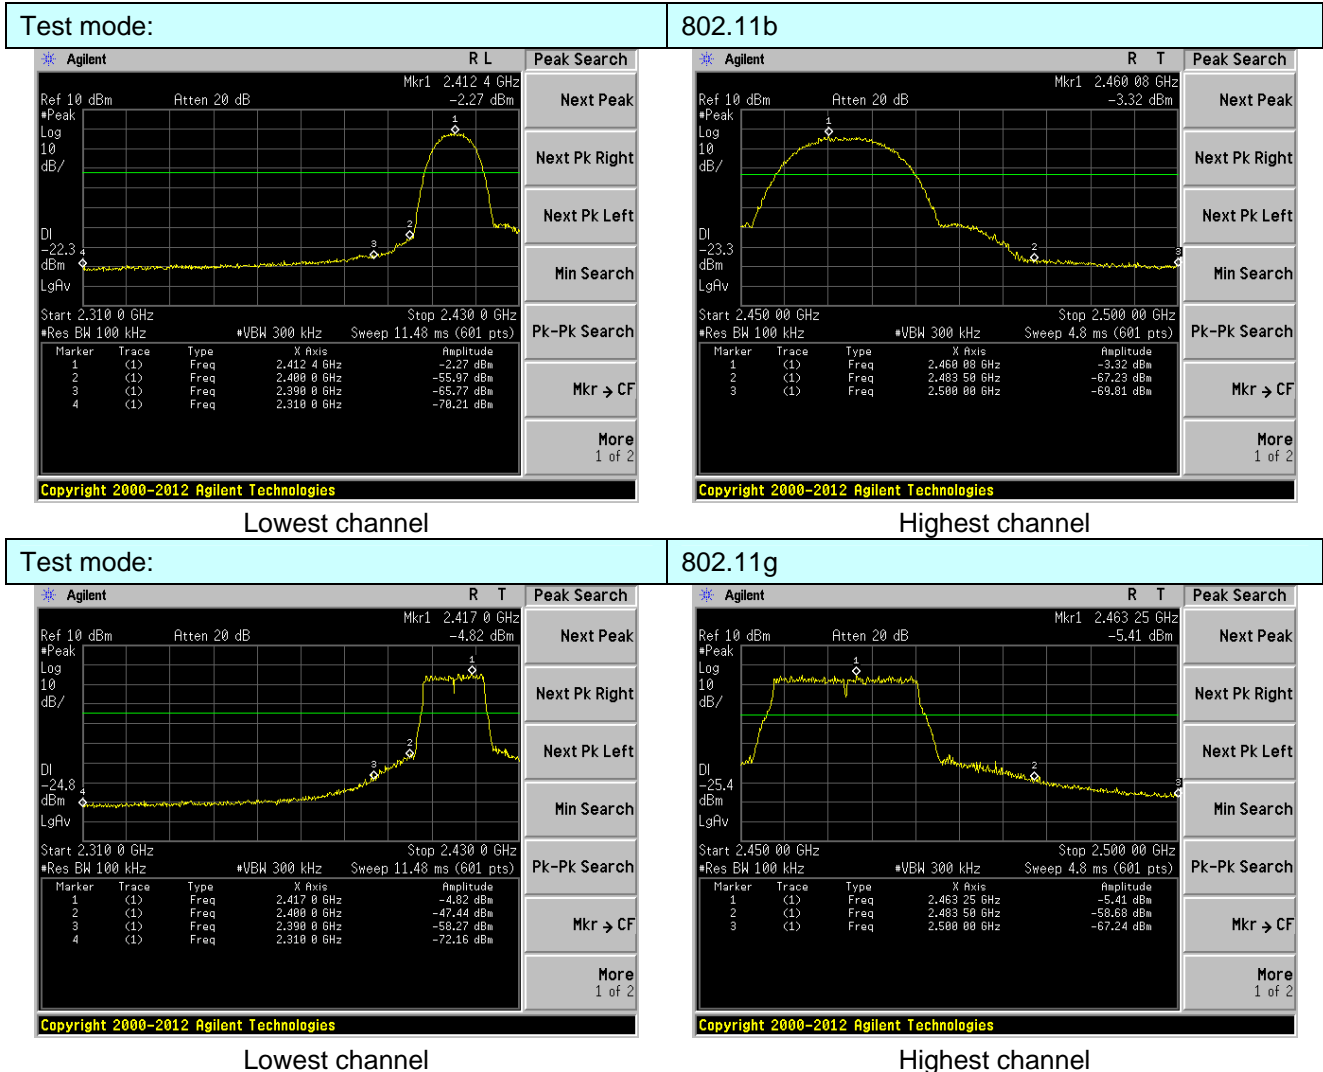 Test mode:
802.11b
Agilent
R L
Peak Search
Mkr1 2.412 4 GHz
Ref 10 dBm
Atten 20 dB
-2.27 dBm
#Peak
Log
10
dB/
1
2
3
4
DI
-22.3
dBm
LgAv
Start 2.310 0 GHz
Stop 2.430 0 GHz
#Res BW 100 kHz
#VBW 300 kHz
Sweep 11.48 ms (601 pts)
Marker Trace Type X Axis Amplitude
1 (1) Freq 2.412 4 GHz -2.27 dBm
2 (1) Freq 2.400 0 GHz -55.97 dBm
3 (1) Freq 2.390 0 GHz -65.77 dBm
4 (1) Freq 2.310 0 GHz -70.21 dBm
Next Peak
Next Pk Right
Next Pk Left
Min Search
Pk-Pk Search
Mkr → CF
More
1 of 2
Copyright 2000-2012 Agilent Technologies
Lowest channel
Agilent
R T
Peak Search
Mkr1 2.460 08 GHz
Ref 10 dBm
Atten 20 dB
-3.32 dBm
#Peak
Log
10
dB/
1
2
3
DI
-23.3
dBm
LgAv
Start 2.450 00 GHz
Stop 2.500 00 GHz
#Res BW 100 kHz
#VBW 300 kHz
Sweep 4.8 ms (601 pts)
Marker Trace Type X Axis Amplitude
1 (1) Freq 2.460 08 GHz -3.32 dBm
2 (1) Freq 2.483 50 GHz -67.23 dBm
3 (1) Freq 2.500 00 GHz -69.81 dBm
Next Peak
Next Pk Right
Next Pk Left
Min Search
Pk-Pk Search
Mkr → CF
More
1 of 2
Copyright 2000-2012 Agilent Technologies
Highest channel
Test mode:
802.11g
Agilent
R T
Peak Search
Mkr1 2.417 0 GHz
Ref 10 dBm
Atten 20 dB
-4.82 dBm
#Peak
Log
10
dB/
1
2
3
4
DI
-24.8
dBm
LgAv
Start 2.310 0 GHz
Stop 2.430 0 GHz
#Res BW 100 kHz
#VBW 300 kHz
Sweep 11.48 ms (601 pts)
Marker Trace Type X Axis Amplitude
1 (1) Freq 2.417 0 GHz -4.82 dBm
2 (1) Freq 2.400 0 GHz -47.44 dBm
3 (1) Freq 2.390 0 GHz -58.27 dBm
4 (1) Freq 2.310 0 GHz -72.16 dBm
Next Peak
Next Pk Right
Next Pk Left
Min Search
Pk-Pk Search
Mkr → CF
More
1 of 2
Copyright 2000-2012 Agilent Technologies
Lowest channel
Agilent
R T
Peak Search
Mkr1 2.463 25 GHz
Ref 10 dBm
Atten 20 dB
-5.41 dBm
#Peak
Log
10
dB/
1
2
3
DI
-25.4
dBm
LgAv
Start 2.450 00 GHz
Stop 2.500 00 GHz
#Res BW 100 kHz
#VBW 300 kHz
Sweep 4.8 ms (601 pts)
Marker Trace Type X Axis Amplitude
1 (1) Freq 2.463 25 GHz -5.41 dBm
2 (1) Freq 2.483 50 GHz -58.68 dBm
3 (1) Freq 2.500 00 GHz -67.24 dBm
Next Peak
Next Pk Right
Next Pk Left
Min Search
Pk-Pk Search
Mkr → CF
More
1 of 2
Copyright 2000-2012 Agilent Technologies
Highest channel